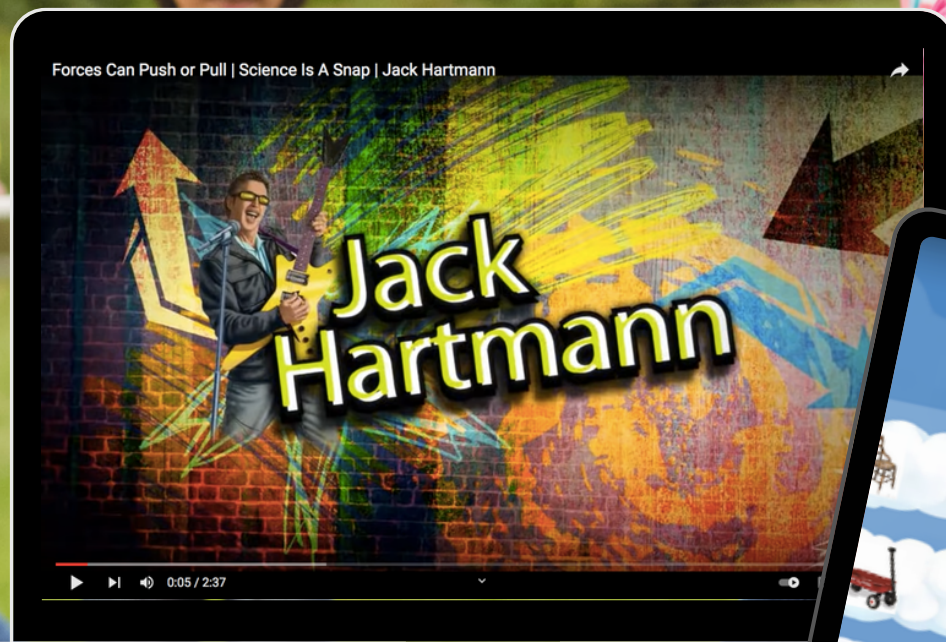 Forces Can Push or Pull | Science Is A Snap | Jack Hartmann
Jack
Hartmann
0:05 / 2:37